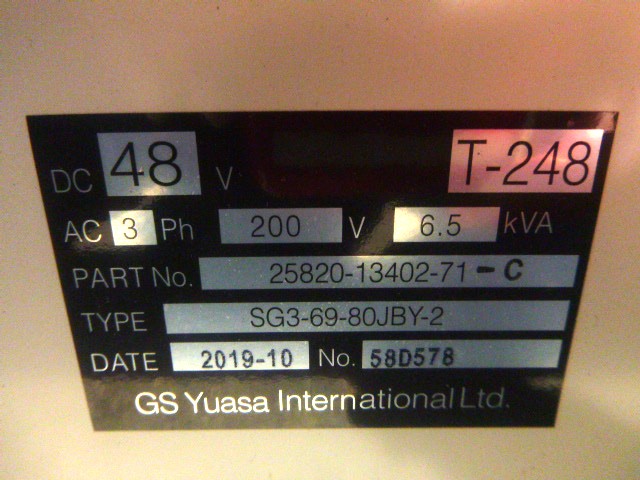 DC 48 V T-248
AC 3 Ph 200 V 6.5 kVA
PART No. 25820-13402-71-C
TYPE SG3-69-80JBY-2
DATE 2019-10 No. 58D578
GS Yuasa International Ltd.